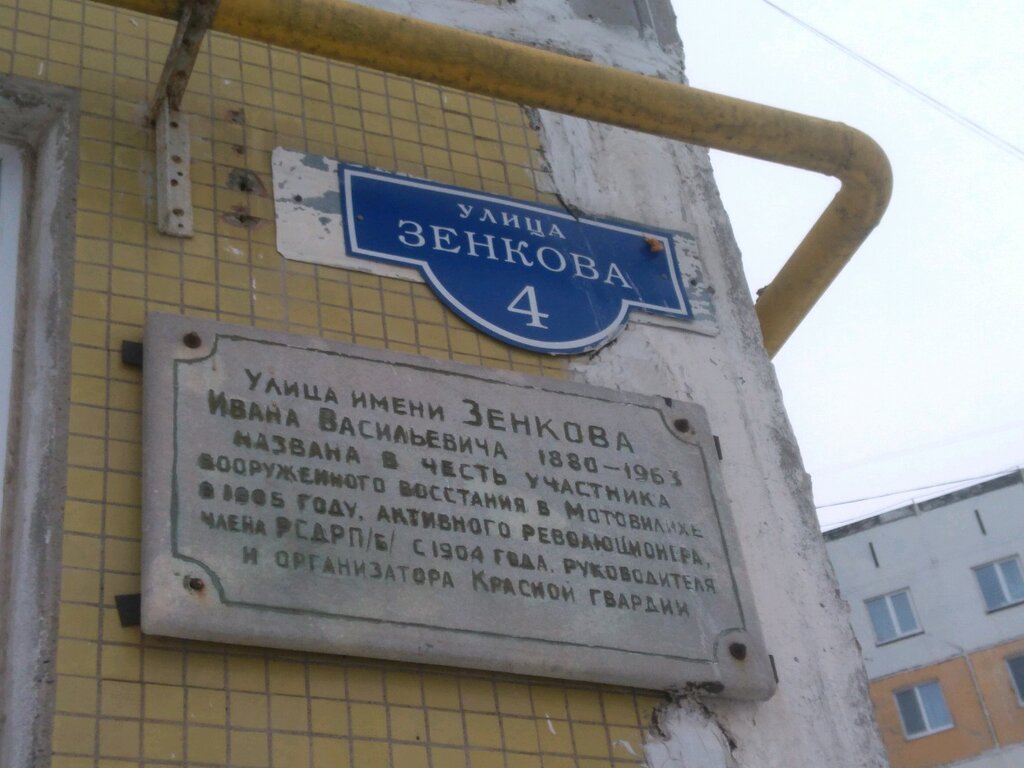 УЛИЦА
ЗЕНКОВА
4
УЛИЦА ИМЕНИ ЗЕНКОВА
ИВАНА ВАСИЛЬЕВИЧА 1880-1963
НАЗВАНА В ЧЕСТЬ УЧАСТНИКА
ВООРУЖЕННОГО ВОССТАНИЯ В МОТОВИЛИХЕ
В 1905 ГОДУ, АКТИВНОГО РЕВОЛЮЦИОНЕРА,
ЧЛЕНА РСДРП/Б/ С 1904 ГОДА, РУКОВОДИТЕЛЯ
И ОРГАНИЗАТОРА КРАСНОЙ ГВАРДИИ